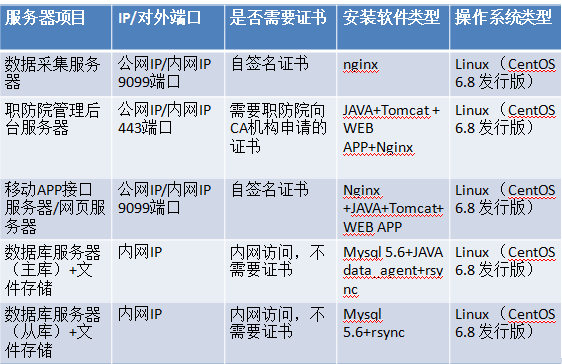 服务器项目
IP/对外端口
是否需要证书
安装软件类型
操作系统类型
数据采集服务
器
公网IP/内网IP
9099端口
自签名证书
nginx
Linux（CentOS
6.8 发行版）
职防院管理后
台服务器
公网IP/内网IP
443端口
需要职防院向
CA机构申请的
证书
JAVA+Tomcat +
WEB
APP+Nginx
Linux（CentOS
6.8 发行版）
移动APP接口
服务器/网页服
务器
公网IP/内网IP
9099端口
自签名证书
Nginx
+JAVA+Tomcat+
WEB APP
Linux（CentOS
6.8 发行版）
数据库服务器
（主库）+文
件存储
内网IP
内网访问，不
需要证书
Mysql 5.6+JAVA
data_agent+rsy
nc
Linux（CentOS
6.8 发行版）
数据库服务器
（从库）+文
件存储
内网IP
内网访问，不
需要证书
Mysql
5.6+rsync
Linux（CentOS
6.8 发行版）